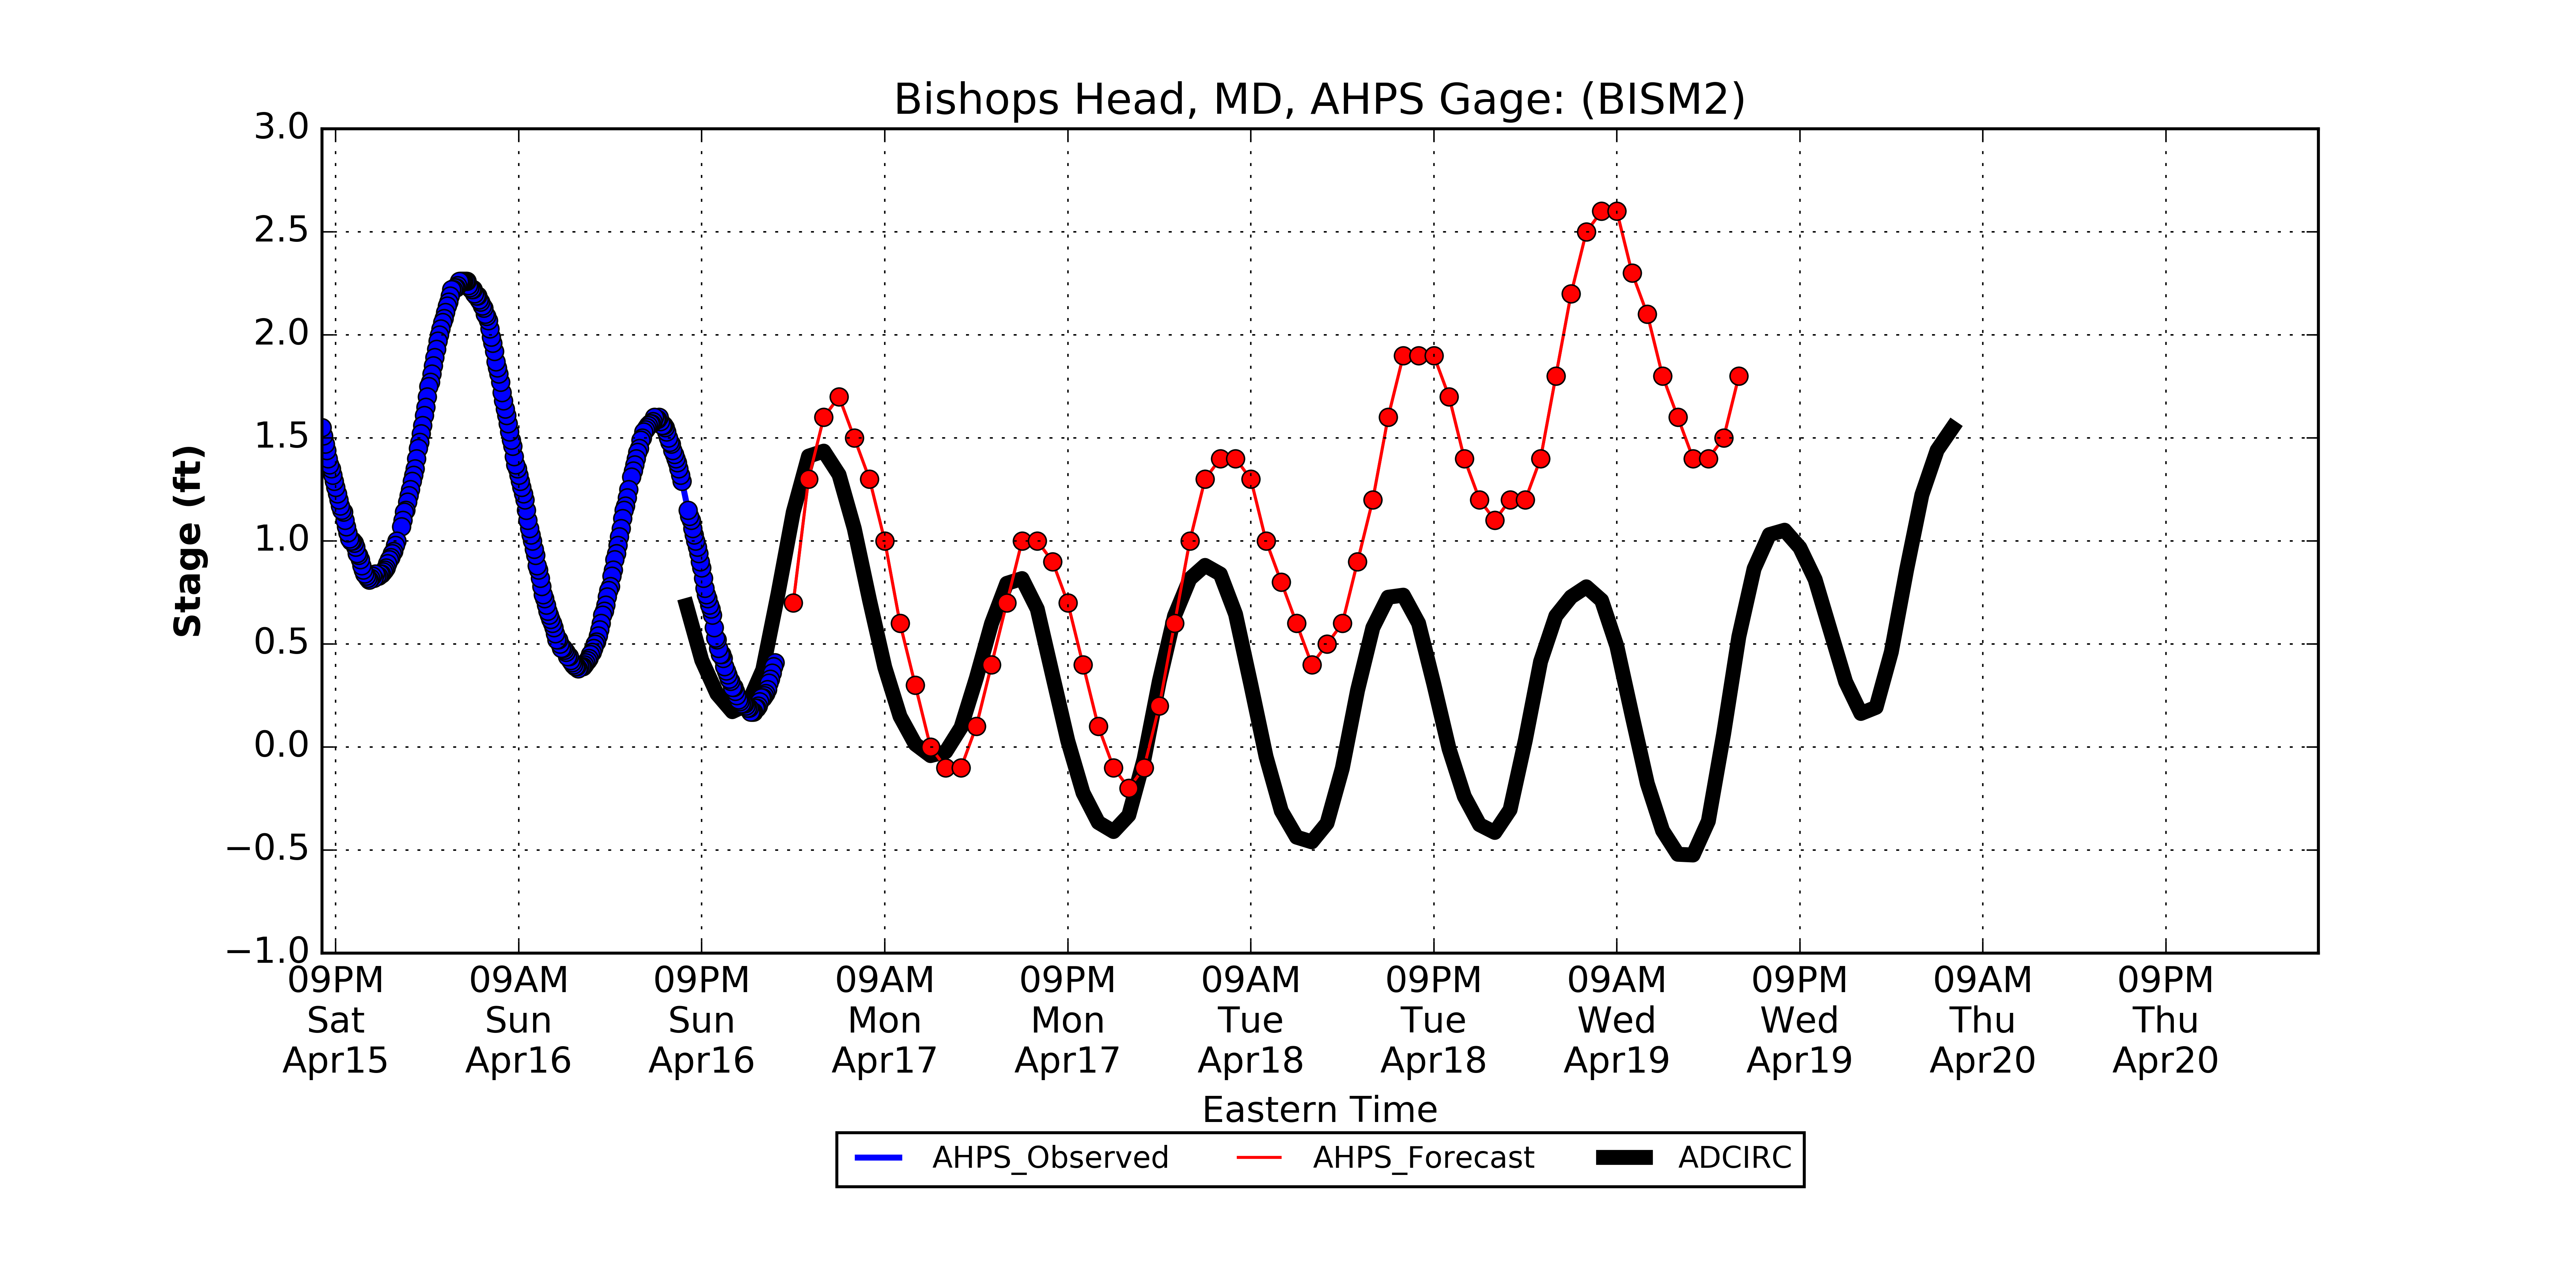 Bishops Head, MD, AHPS Gage: (BISM2)
3.0
2.5
2.0
1.5
1.0
0.5
0.0
−0.5
−1.0
Stage (ft)
09PM 09AM 09PM 09AM 09PM 09AM 09PM 09AM 09PM 09AM 09PM
Sat Sun Sun Mon Mon Tue Tue Wed Wed Thu Thu
Apr15 Apr16 Apr16 Apr17 Apr17 Apr18 Apr18 Apr19 Apr19 Apr20 Apr20
Eastern Time
AHPS_Observed AHPS_Forecast ADCIRC